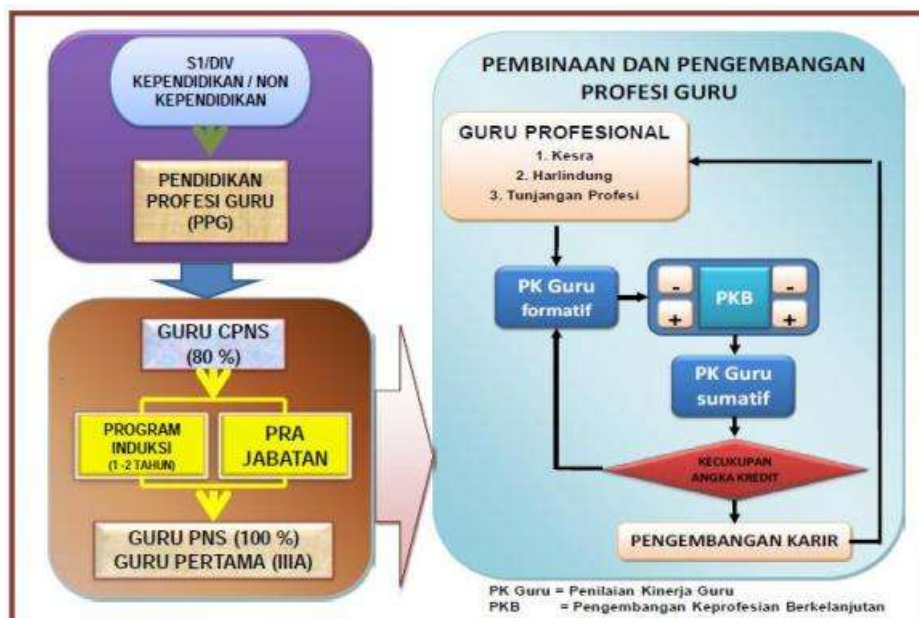 S1/DIV
KEPENDIDIKAN / NON
KEPENDIDIKAN
PENDIDIKAN
PROFESI GURU
(PPG)
GURU CPNS
(80 %)
PROGRAM
INDUKSI
(1 -2 TAHUN)
PRA
JABATAN
GURU PNS (100 %)
GURU PERTAMA (IIIA)
PEMBINAAN DAN PENGEMBANGAN
PROFESI GURU
GURU PROFESIONAL
1. Kesra
2. Harlindung
3. Tunjangan Profesi
PK Guru
formatif
- PKB -
+ +
PK Guru
sumatif
KECUKUPAN
ANGKA KREDIT
PENGEMBANGAN KARIR
PK Guru = Penilaian Kinerja Guru
PKB = Pengembangan Keprofesian Berkelanjutan